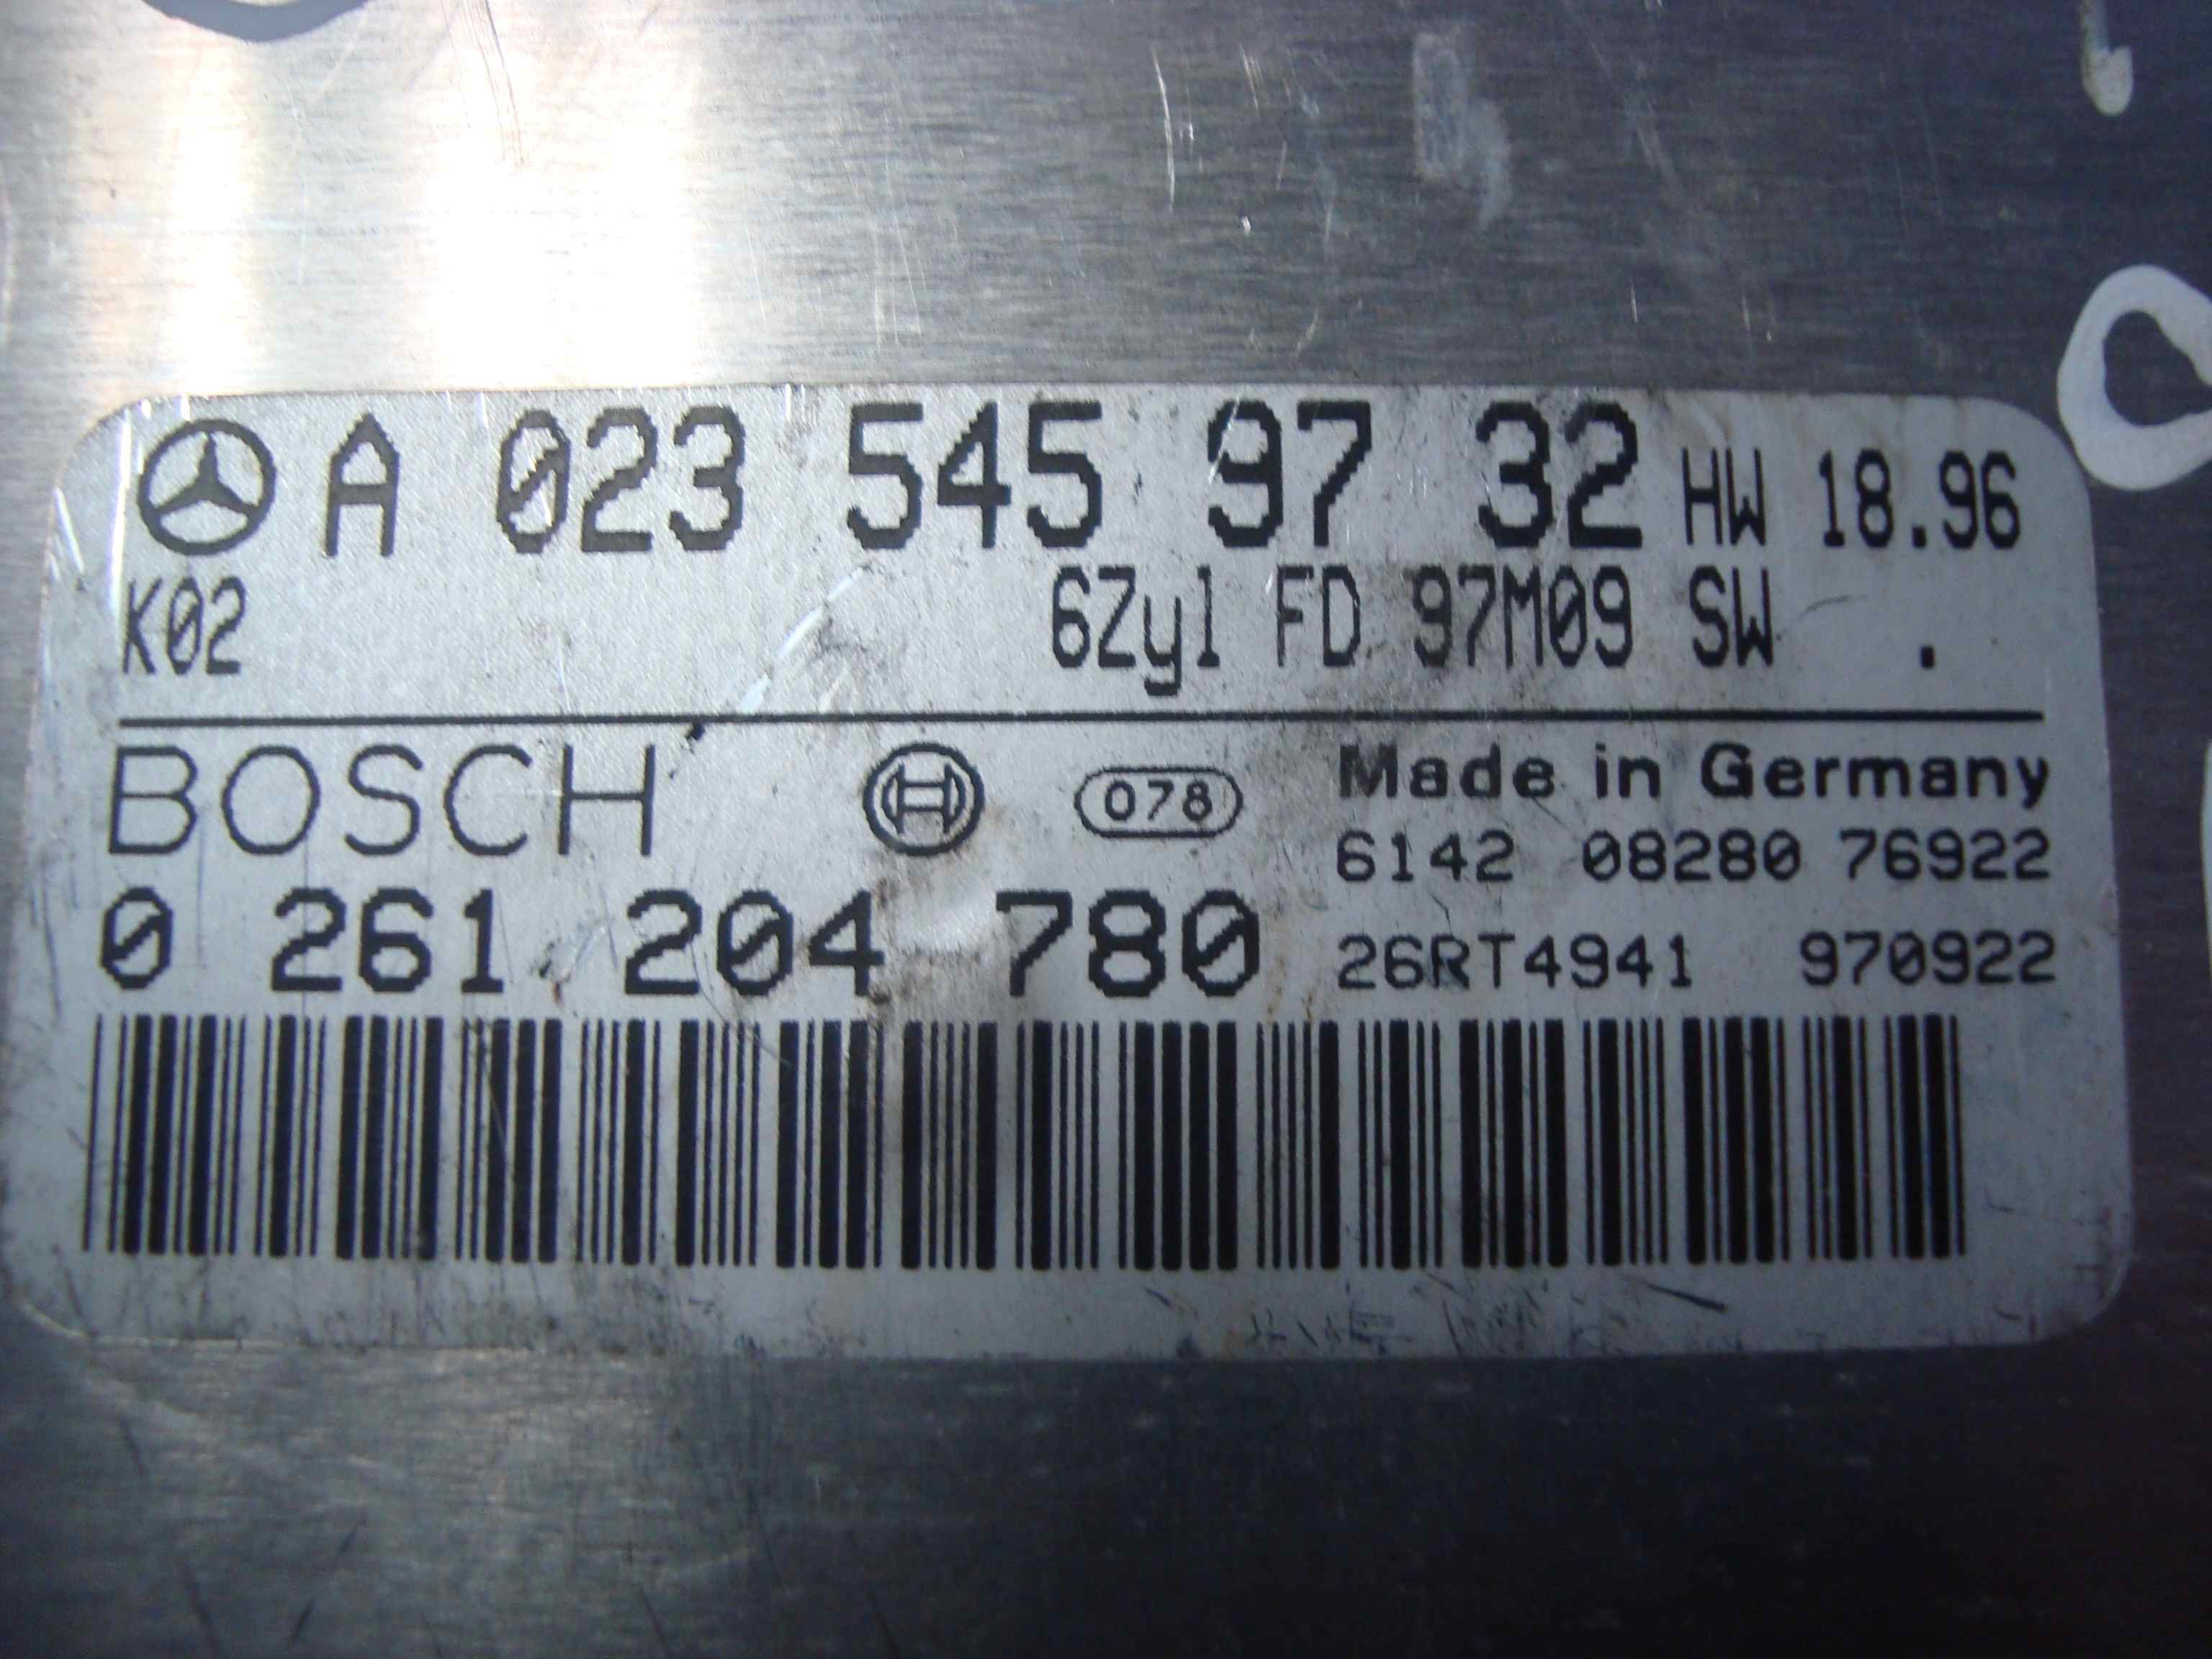 A 023 545 97 32 HW 18.96
K02 6Zyl FD 97M09 SW .
BOSCH 078 Made in Germany
6142 08280 76922
0 261 204 780 26RT4941 970922